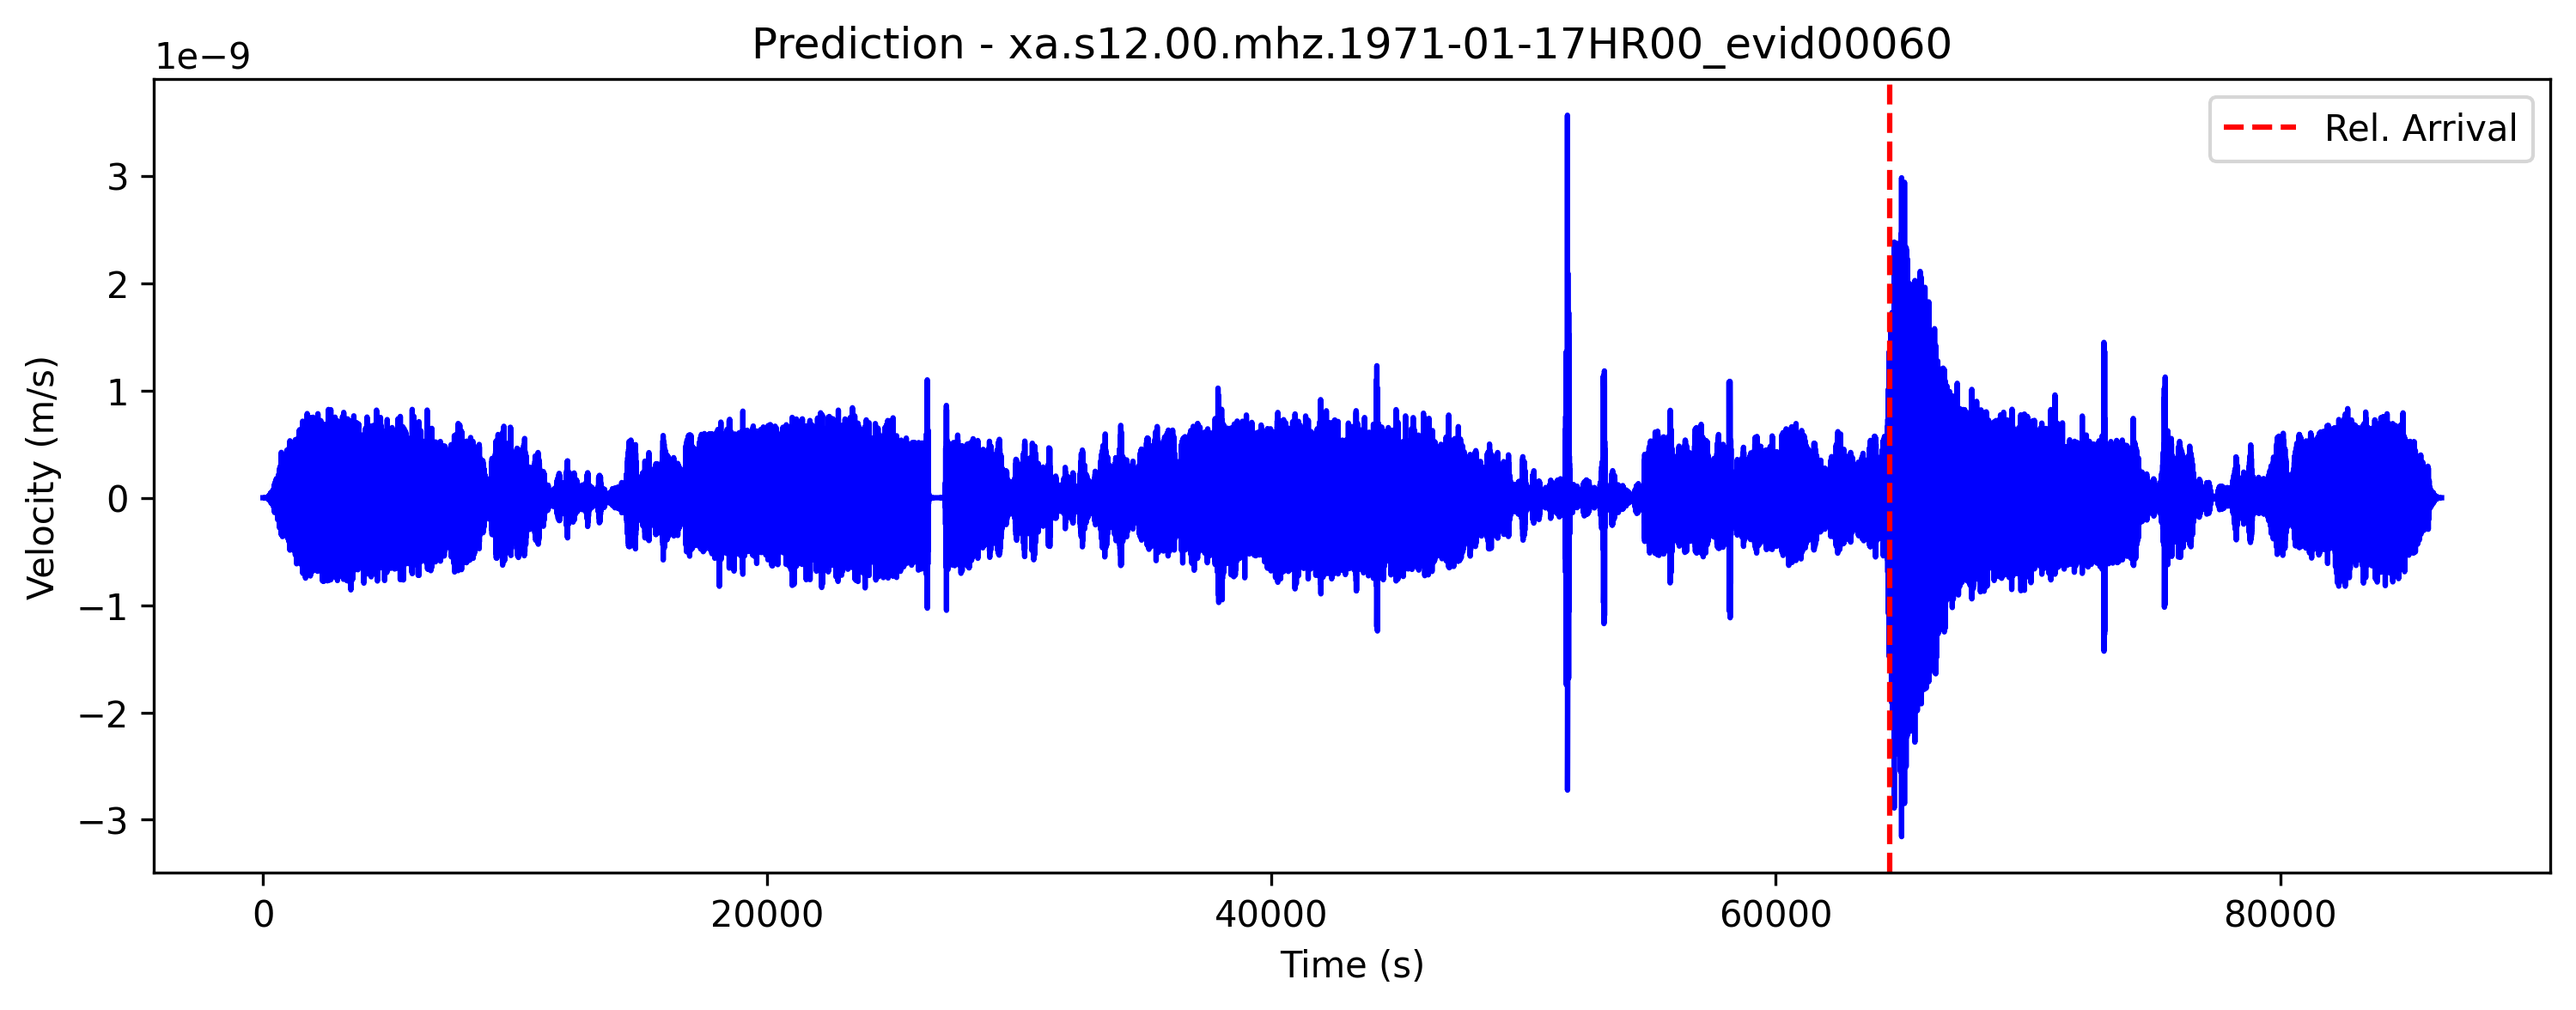 Prediction - xa.s12.00.mhz.1971-01-17HR00_evid00060
1e−9
Rel. Arrival
3
2
1
0
−1
−2
−3
Velocity (m/s)
0 20000 40000 60000 80000
Time (s)